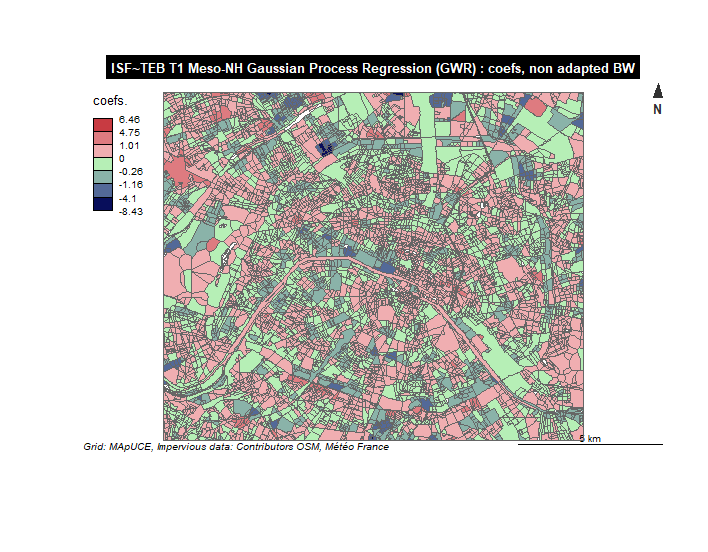 ISF~TEB T1 Meso-NH Gaussian Process Regression (GWR) : coefs, non adapted BW
coefs.
6.46
4.75
1.01
0
-0.26
-1.16
-4.1
-8.43
N
5 km
Grid: MApUCE, Impervious data: Contributors OSM, Météo France